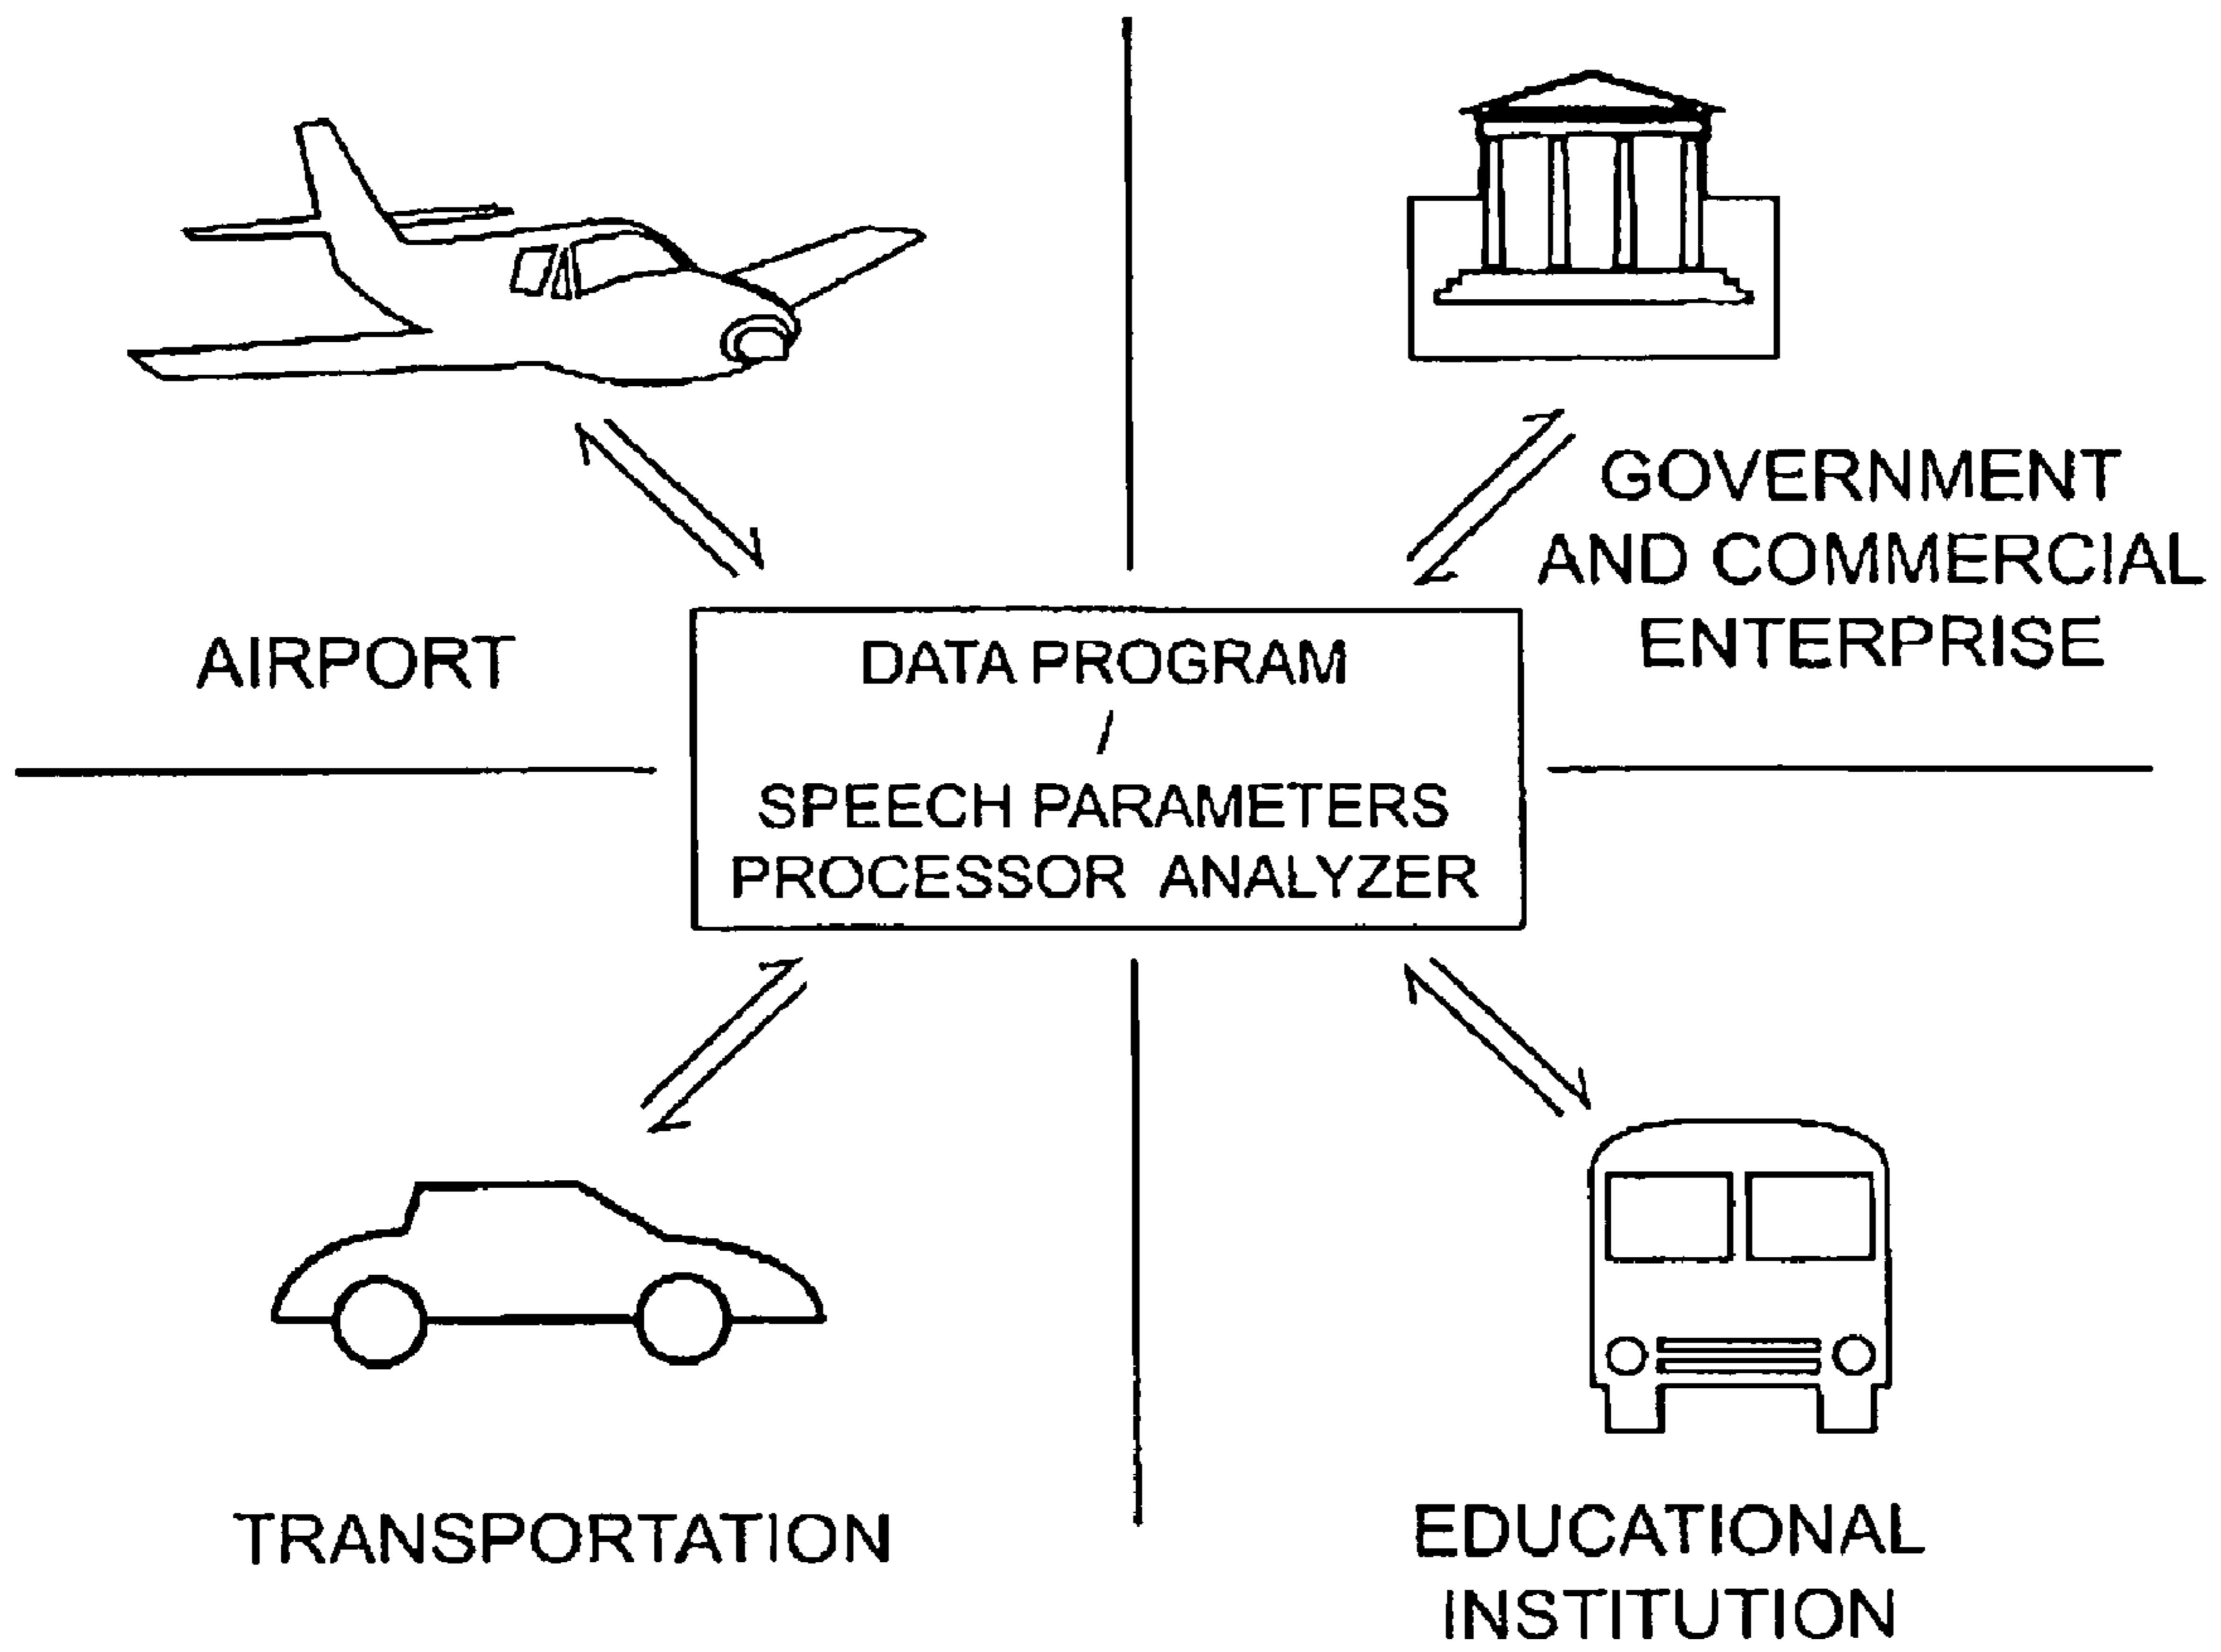 GOVERNMENT
AND COMMERCIAL
ENTERPRISE
AIRPORT
DATA PROGRAM
/
SPEECH PARAMETERS
PROCESSOR ANALYZER
TRANSPORTATION
EDUCATIONAL
INSTITUTION